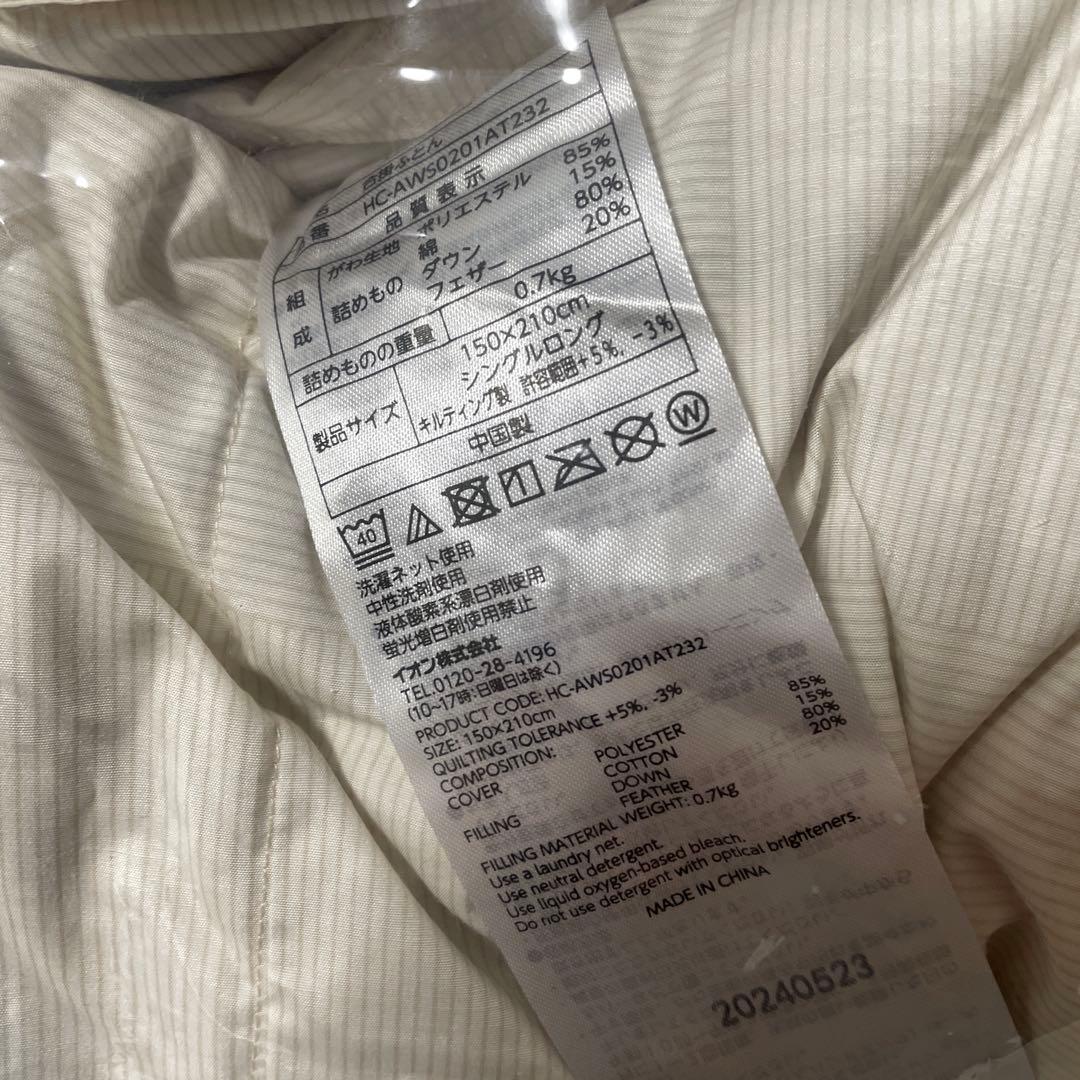 合掛ふとん
番 HC-AWS0201AT232
品質表示
組成 がわ生地 ポリエステル 85%
綿 15%
詰めもの ダウン 80%
フェザー 20%
詰めものの重量 0.7kg
製品サイズ 150×210cm
シングルロング
キルティング製 許容範囲+5%, -3%
中国製
40 1 W
洗濯ネット使用
中性洗剤使用
液体酸素系漂白剤使用
蛍光増白剤使用禁止
イオン株式会社
TEL.0120-28-4196
(10~17時:日曜日は除く)
PRODUCT CODE: HC-AWS0201AT232
SIZE: 150×210cm
QUILTING TOLERANCE +5%, -3%
COMPOSITION:
COVER POLYESTER 85%
COTTON 15%
FILLING DOWN 80%
FEATHER 20%
FILLING MATERIAL WEIGHT: 0.7kg
Use a laundry net.
Use neutral detergent.
Use liquid oxygen-based bleach.
Do not use detergent with optical brighteners.
MADE IN CHINA
20240523